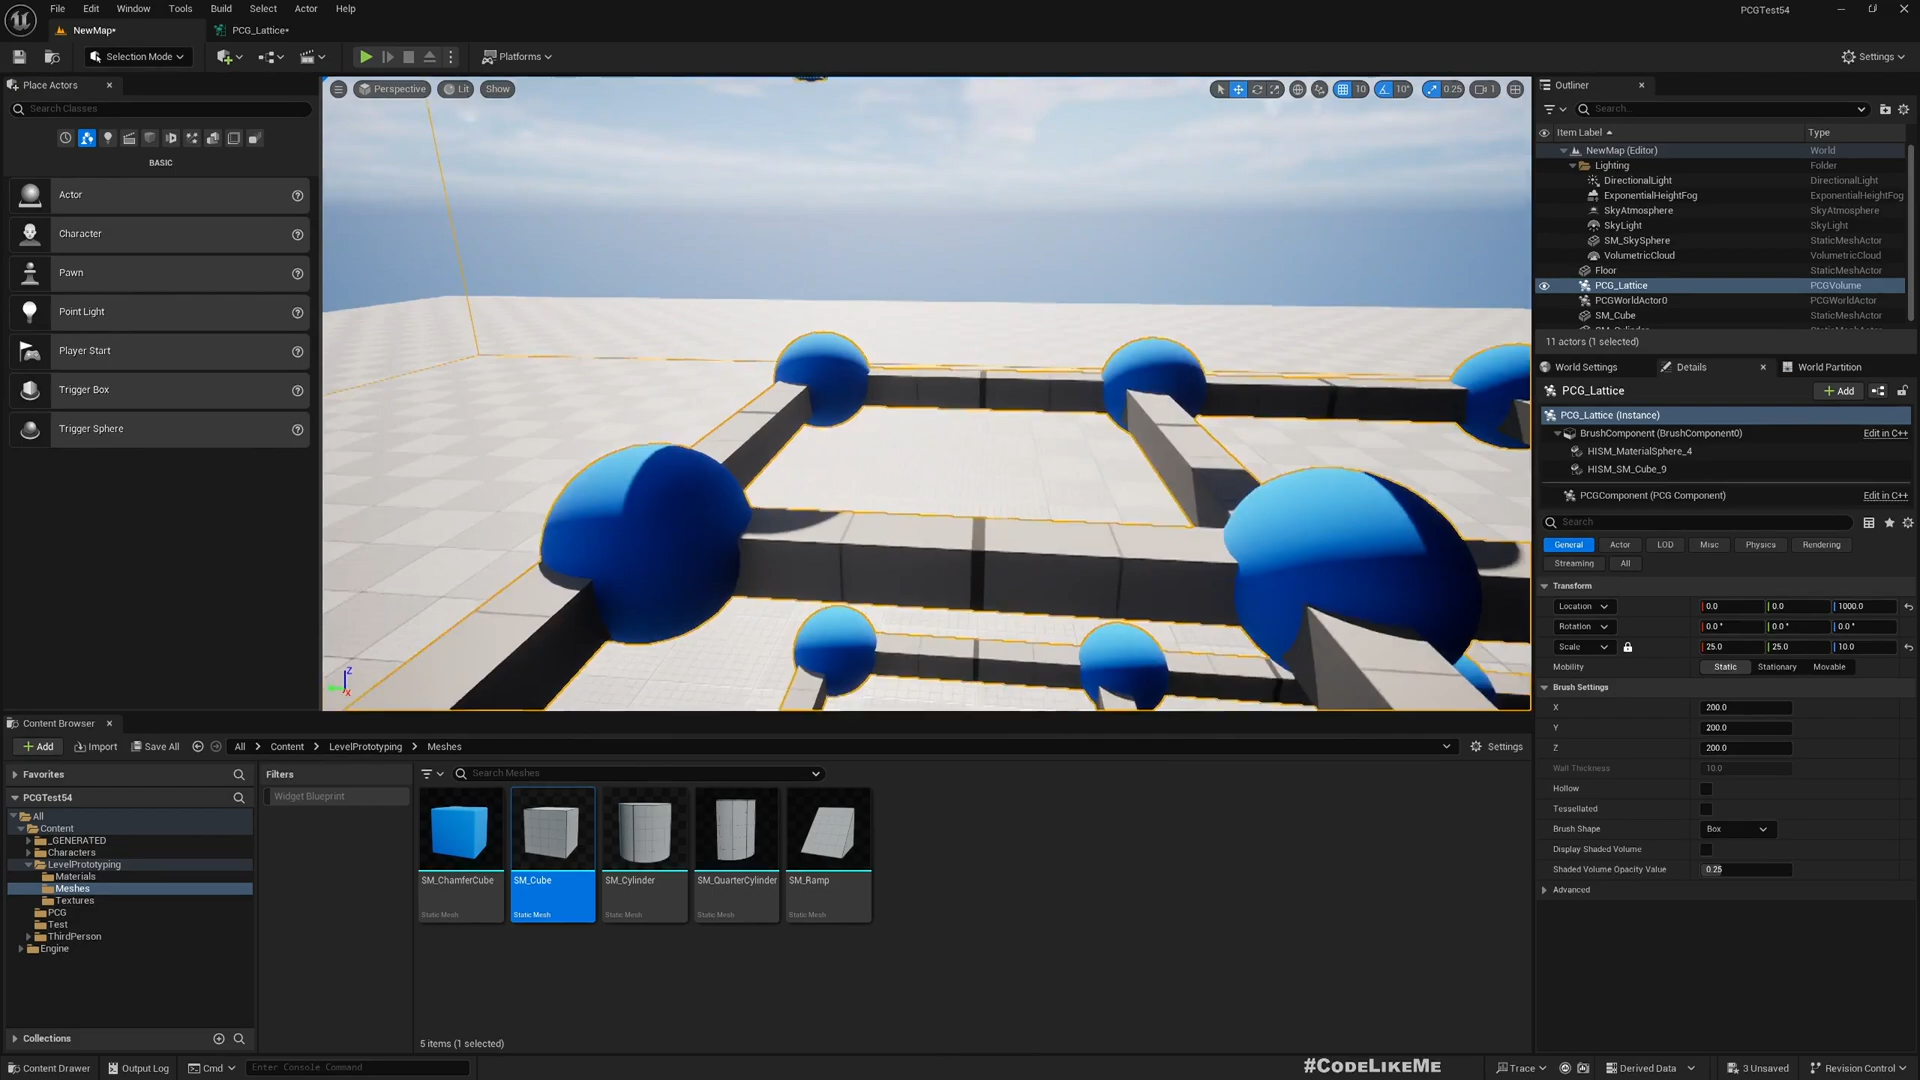 File Edit Window Tools Build Select Actor Help
PCGTest54
NewMap*
PCG_Lattice*
Selection Mode
Platforms
Settings
Place Actors
Search Classes
BASIC
Actor
Character
Pawn
Point Light
Player Start
Trigger Box
Trigger Sphere
Perspective
Lit
Show
10
10°
0.25
1
Z
X
Outliner
Search...
Item Label
Type
NewMap (Editor) World
Lighting Folder
DirectionalLight DirectionalLight
ExponentialHeightFog ExponentialHeightFog
SkyAtmosphere SkyAtmosphere
SkyLight SkyLight
SM_SkySphere StaticMeshActor
VolumetricCloud VolumetricCloud
Floor StaticMeshActor
PCG_Lattice PCGVolume
PCGWorldActor0 PCGWorldActor
SM_Cube StaticMeshActor
11 actors (1 selected)
World Settings
Details
World Partition
PCG_Lattice
Add
PCG_Lattice (Instance)
BrushComponent (BrushComponent0) Edit in C++
HISM_MaterialSphere_4
HISM_SM_Cube_9
PCGComponent (PCG Component) Edit in C++
Search
General Actor LOD Misc Physics Rendering
Streaming All
Transform
Location 0.0 0.0 1000.0
Rotation 0.0° 0.0° 0.0°
Scale 25.0 25.0 10.0
Mobility Static Stationary Movable
Brush Settings
X 200.0
Y 200.0
Z 200.0
Wall Thickness 10.0
Hollow
Tessellated
Brush Shape Box
Display Shaded Volume
Shaded Volume Opacity Value 0.25
Advanced
Content Browser
Add Import Save All All Content LevelPrototyping Meshes Settings
Favorites
PCGTest54
All
Content
_GENERATED
Characters
LevelPrototyping
Materials
Meshes
Textures
PCG
Test
ThirdPerson
Engine
Collections
Filters
Widget Blueprint
Search Meshes
SM_ChamferCube
Static Mesh
SM_Cube
Static Mesh
SM_Cylinder
Static Mesh
SM_QuarterCylinder
Static Mesh
SM_Ramp
Static Mesh
5 items (1 selected)
#CODELIKEME
Content Drawer Output Log Cmd Enter Console Command
Trace Derived Data 3 Unsaved Revision Control